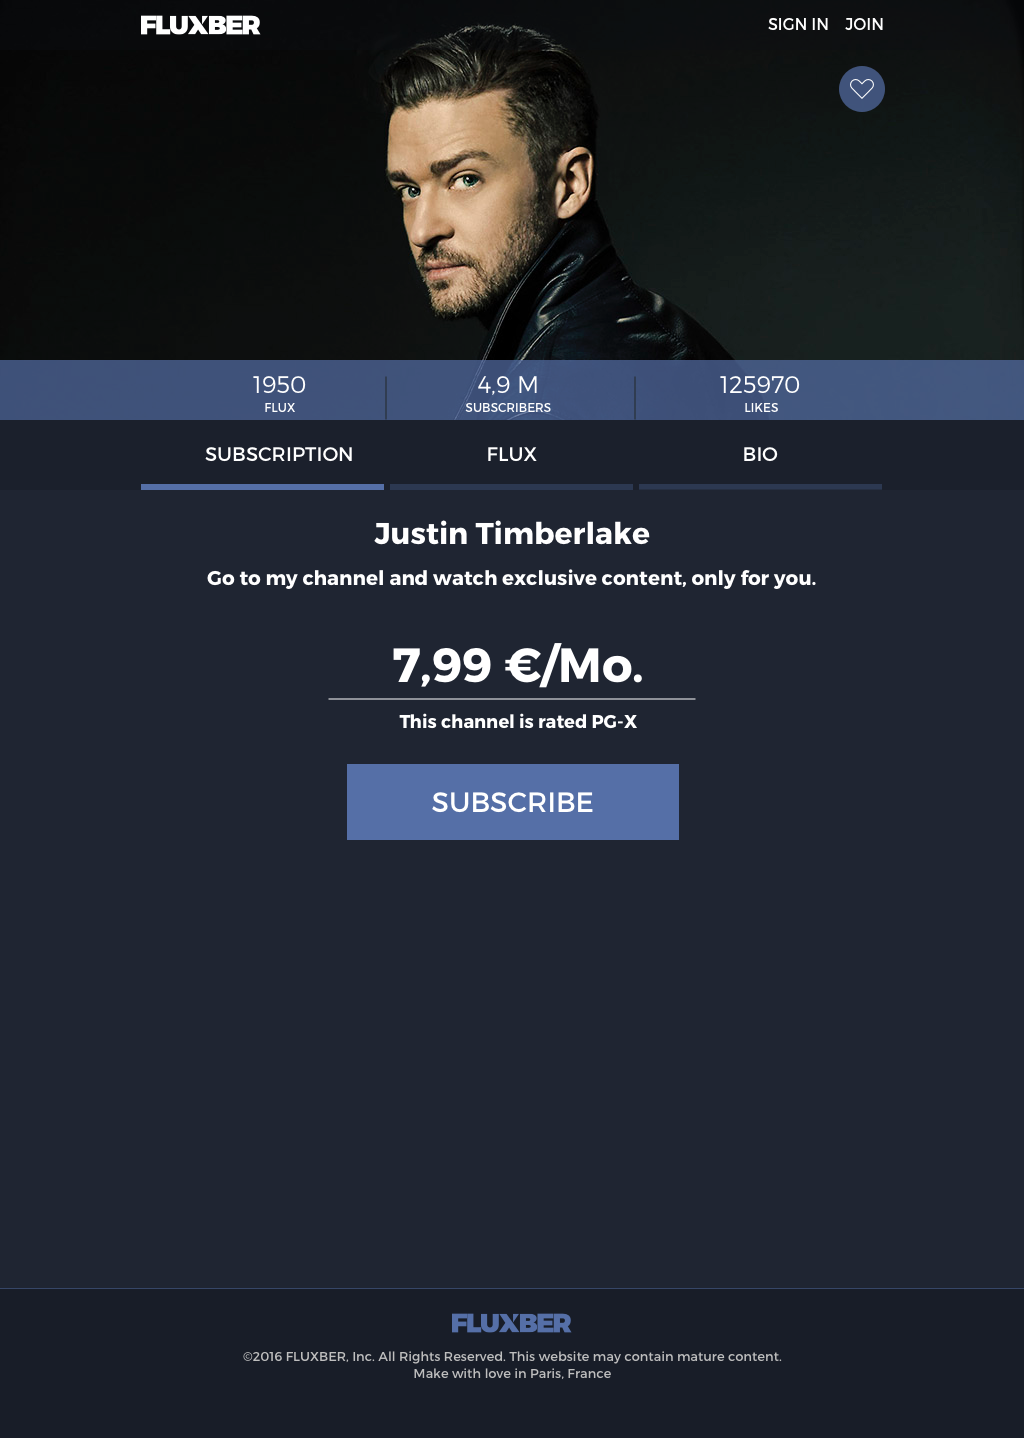 FLUXBER
SIGN IN JOIN
1950
FLUX
4,9 M
SUBSCRIBERS
125970
LIKES
SUBSCRIPTION
FLUX
BIO
Justin Timberlake
Go to my channel and watch exclusive content, only for you.
7,99 €/Mo.
This channel is rated PG-X
SUBSCRIBE
FLUXBER
©2016 FLUXBER, Inc. All Rights Reserved. This website may contain mature content.
Make with love in Paris, France